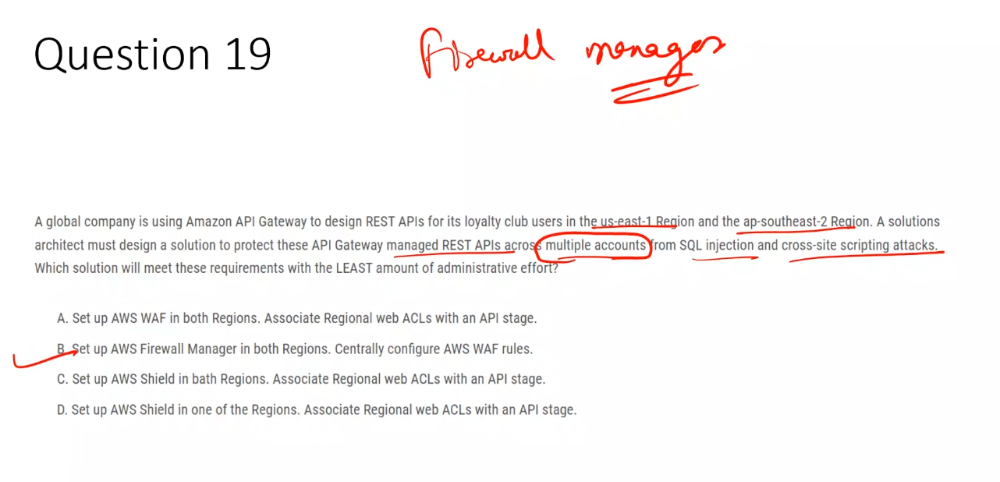 Question 19
Firewall manager
A global company is using Amazon API Gateway to design REST APIs for its loyalty club users in the us-east-1 Region and the ap-southeast-2 Region. A solutions
architect must design a solution to protect these API Gateway managed REST APIs across multiple accounts from SQL injection and cross-site scripting attacks.
Which solution will meet these requirements with the LEAST amount of administrative effort?
A. Set up AWS WAF in both Regions. Associate Regional web ACLs with an API stage.
B. Set up AWS Firewall Manager in both Regions. Centrally configure AWS WAF rules.
C. Set up AWS Shield in bath Regions. Associate Regional web ACLs with an API stage.
D. Set up AWS Shield in one of the Regions. Associate Regional web ACLs with an API stage.